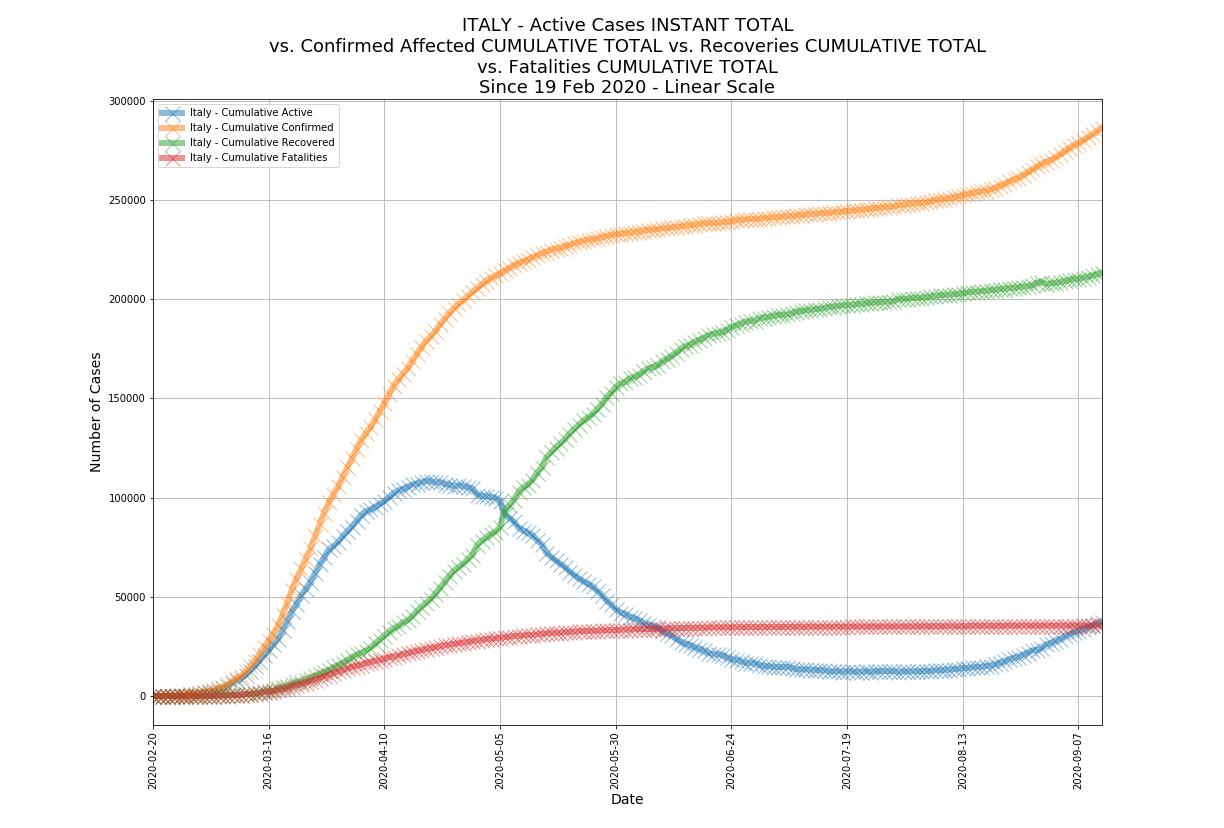 ITALY - Active Cases INSTANT TOTAL
vs. Confirmed Affected CUMULATIVE TOTAL vs. Recoveries CUMULATIVE TOTAL
vs. Fatalities CUMULATIVE TOTAL
Since 19 Feb 2020 - Linear Scale
Italy - Cumulative Active
Italy - Cumulative Confirmed
Italy - Cumulative Recovered
Italy - Cumulative Fatalities
Number of Cases
300000
250000
200000
150000
100000
50000
0
2020-02-20
2020-03-16
2020-04-10
2020-05-05
2020-05-30
2020-06-24
2020-07-19
2020-08-13
2020-09-07
Date